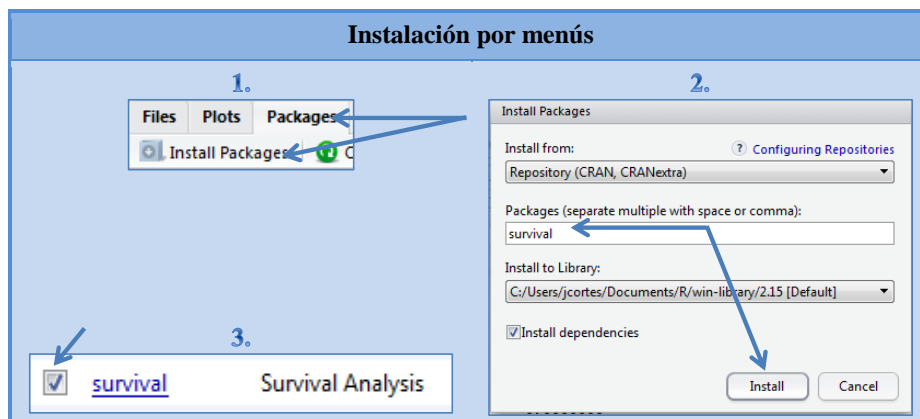 Instalación por menús
1.
Files Plots Packages
Install Packages
2.
Install Packages
Install from:
? Configuring Repositories
Repository (CRAN, CRANextra)
Packages (separate multiple with space or comma):
survival
Install to Library:
C:/Users/jcortes/Documents/R/win-library/2.15 [Default]
Install dependencies
Install Cancel
3.
survival Survival Analysis